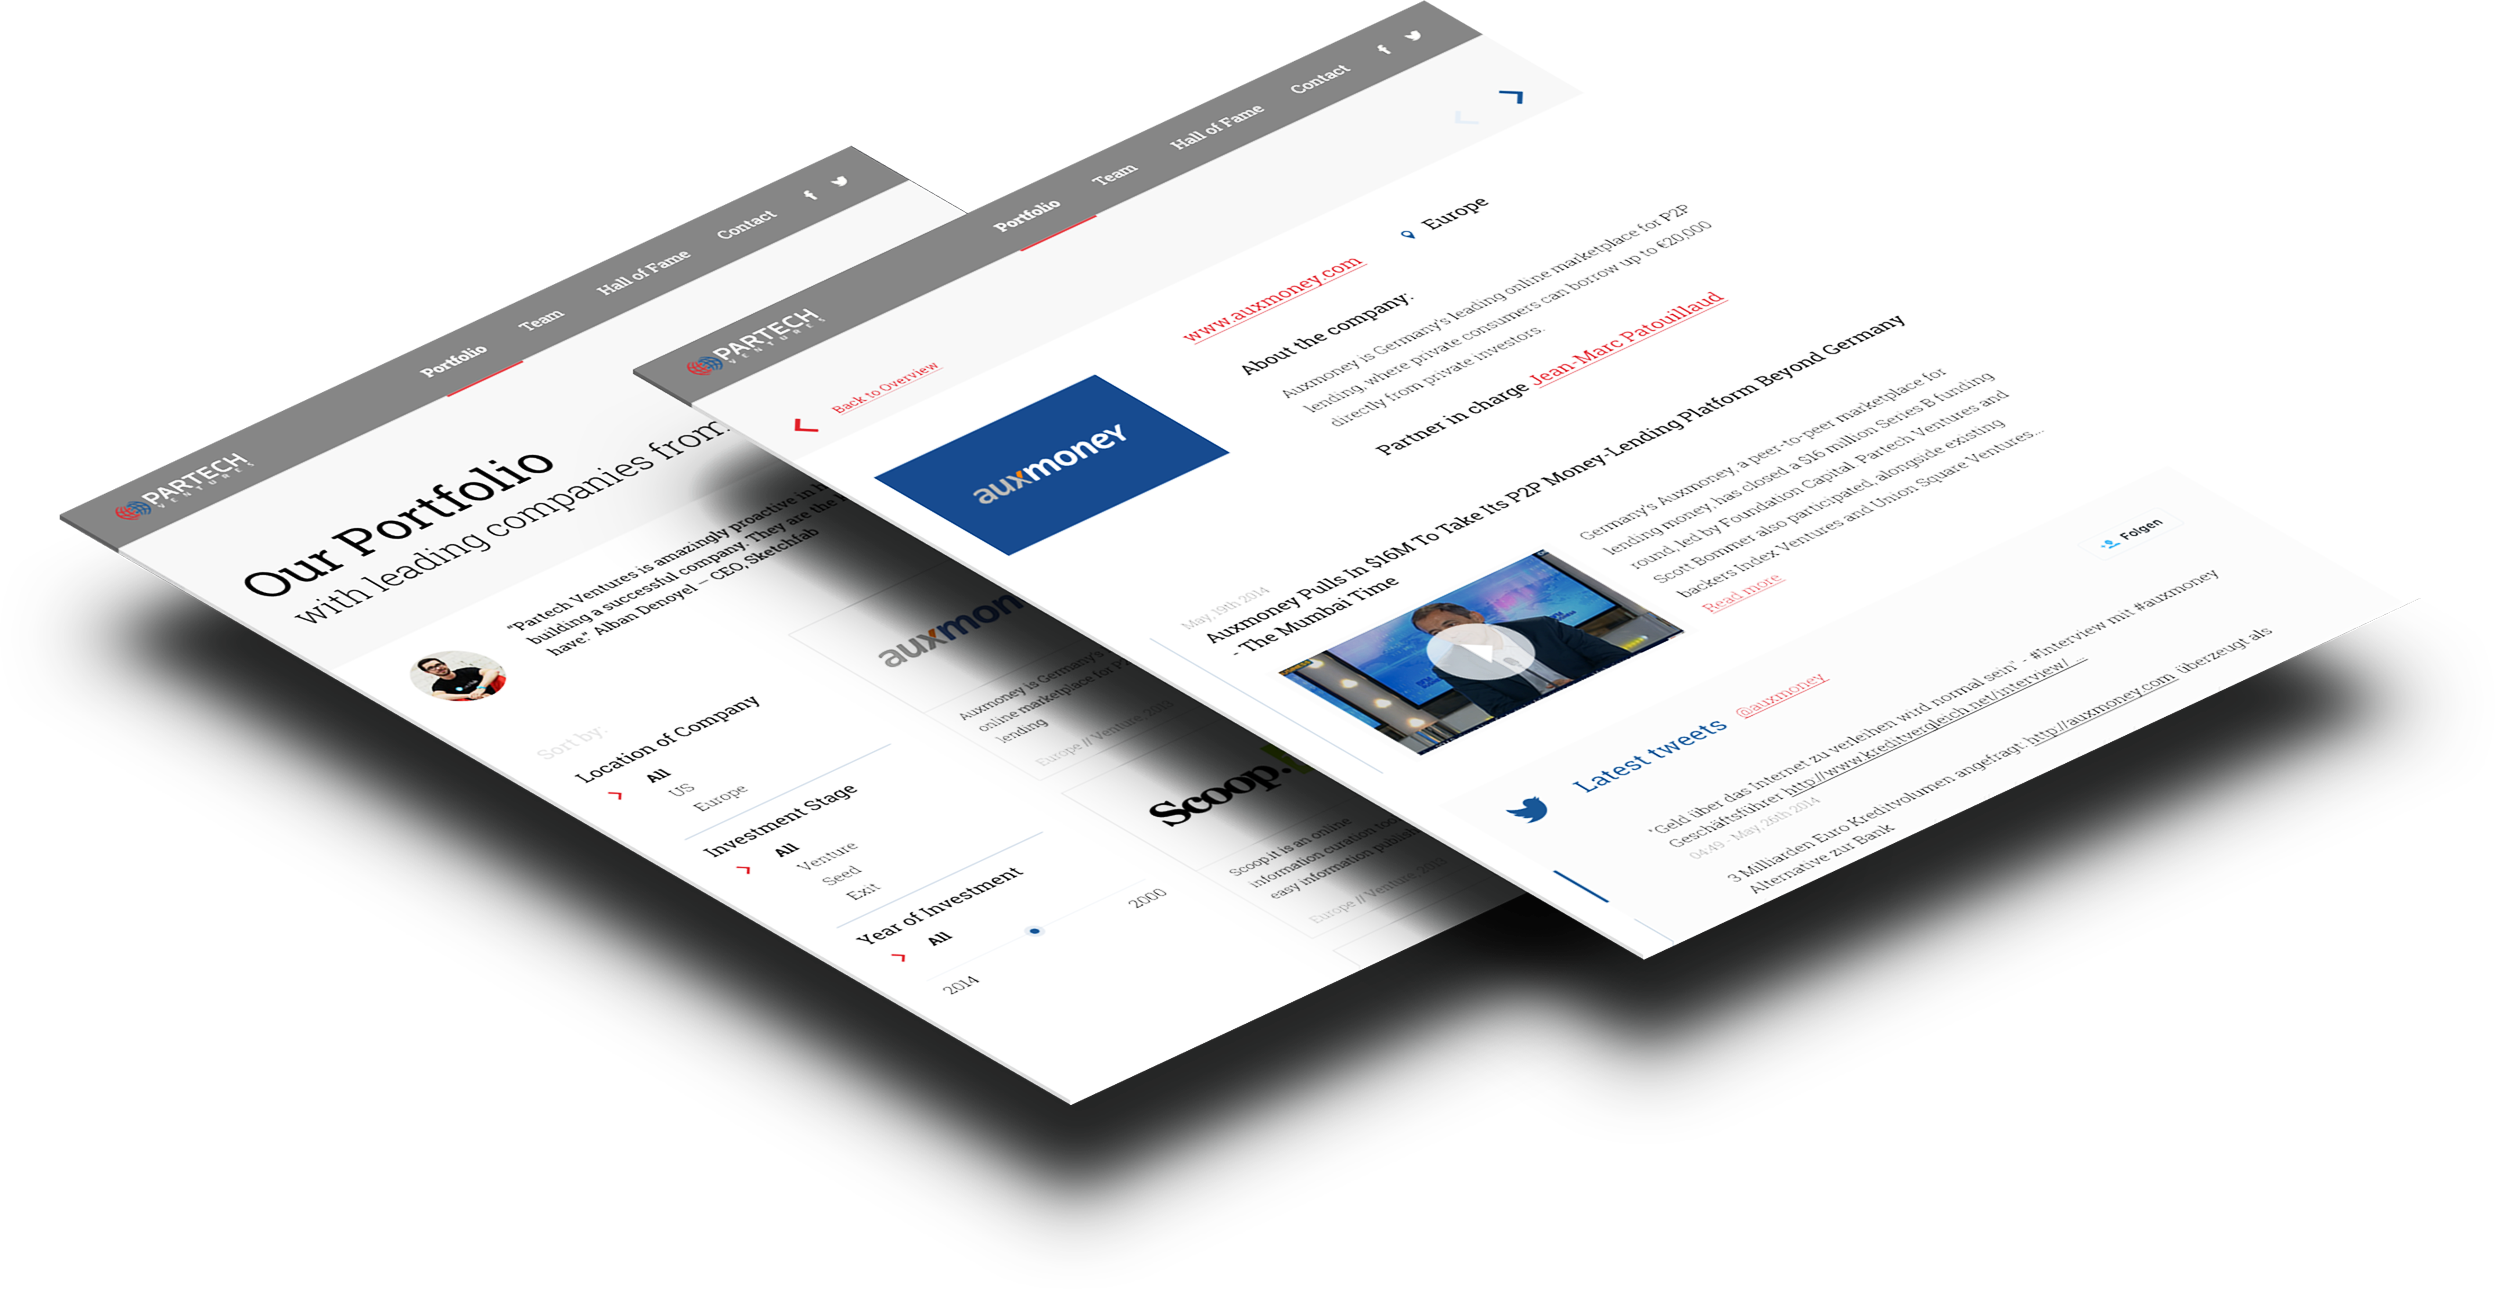 PARTECH
VENTURES
Portfolio
Team
Hall of Fame
Contact
Our Portfolio
with leading companies from
"Partech Ventures is amazingly proactive in
building a successful company. They are the
have". Alban Denoyel – CEO, Sketchfab
Sort by:
Location of Company
All
US
Europe
Investment Stage
All
Venture
Seed
Exit
Year of Investment
All
2014
2000
auxmon
Auxmoney is Germany's
online marketplace for P2
lending
Europe // Venture 2013
Scoop.
Scoop.it is an online
information curation
easy information publish
Europe // Venture 2011
PARTECH
VENTURES
Portfolio
Team
Hall of Fame
Contact
Back to Overview
auxmoney
www.auxmoney.com
Europe
About the company:
Auxmoney is Germany's leading online marketplace for P2P
lending, where private consumers can borrow up to €20,000
directly from private investors.
Partner in charge Jean-Marc Patouillaud
May, 19th 2014
Auxmoney Pulls In $16M To Take Its P2P Money-Lending Platform Beyond Germany
- The Mumbai Time
Germany's Auxmoney, a peer-to-peer marketplace for
lending money, has closed a $16 million Series B funding
round, led by Foundation Capital. Partech Ventures and
Scott Bommer also participated, alongside existing
backers Index Ventures and Union Square Ventures...
Read more
Folgen
Latest tweets
@auxmoney
"Geld über das Internet zu verleihen wird normal sein" - #Interview mit #auxmoney
Geschäftsführer http://www.kreditvergleich.net/interview/ ...
04:49 - May, 26th 2014
3 Milliarden Euro Kreditvolumen angefragt: http://auxmoney.com überzeugt als
Alternative zur Bank